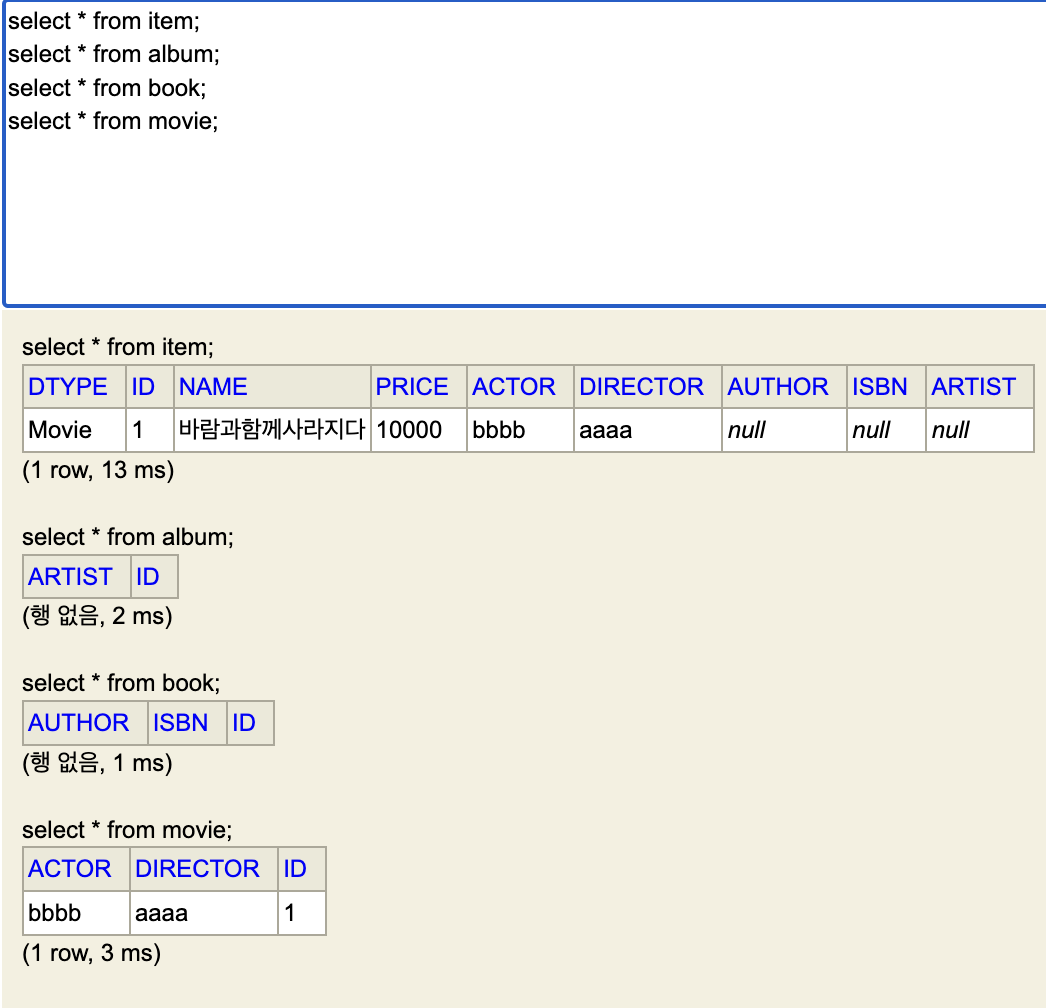 select * from item;
select * from album;
select * from book;
select * from movie;
select * from item;
DTYPE ID NAME PRICE ACTOR DIRECTOR AUTHOR ISBN ARTIST
Movie 1 바람과함께사라지다 10000 bbbb aaaa null null null
(1 row, 13 ms)
select * from album;
ARTIST ID
(행 없음, 2 ms)
select * from book;
AUTHOR ISBN ID
(행 없음, 1 ms)
select * from movie;
ACTOR DIRECTOR ID
bbbb aaaa 1
(1 row, 3 ms)